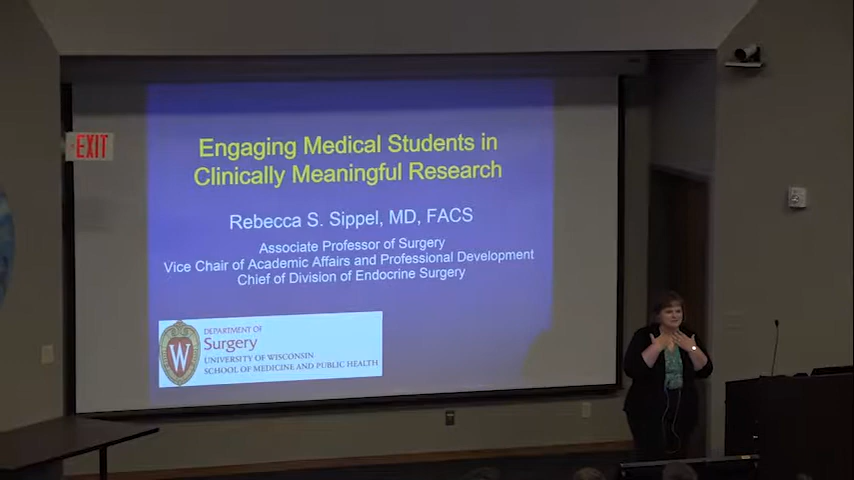 EXIT
Engaging Medical Students in
Clinically Meaningful Research
Rebecca S. Sippel, MD, FACS
Associate Professor of Surgery
Vice Chair of Academic Affairs and Professional Development
Chief of Division of Endocrine Surgery
W
DEPARTMENT OF
Surgery
UNIVERSITY OF WISCONSIN
SCHOOL OF MEDICINE AND PUBLIC HEALTH